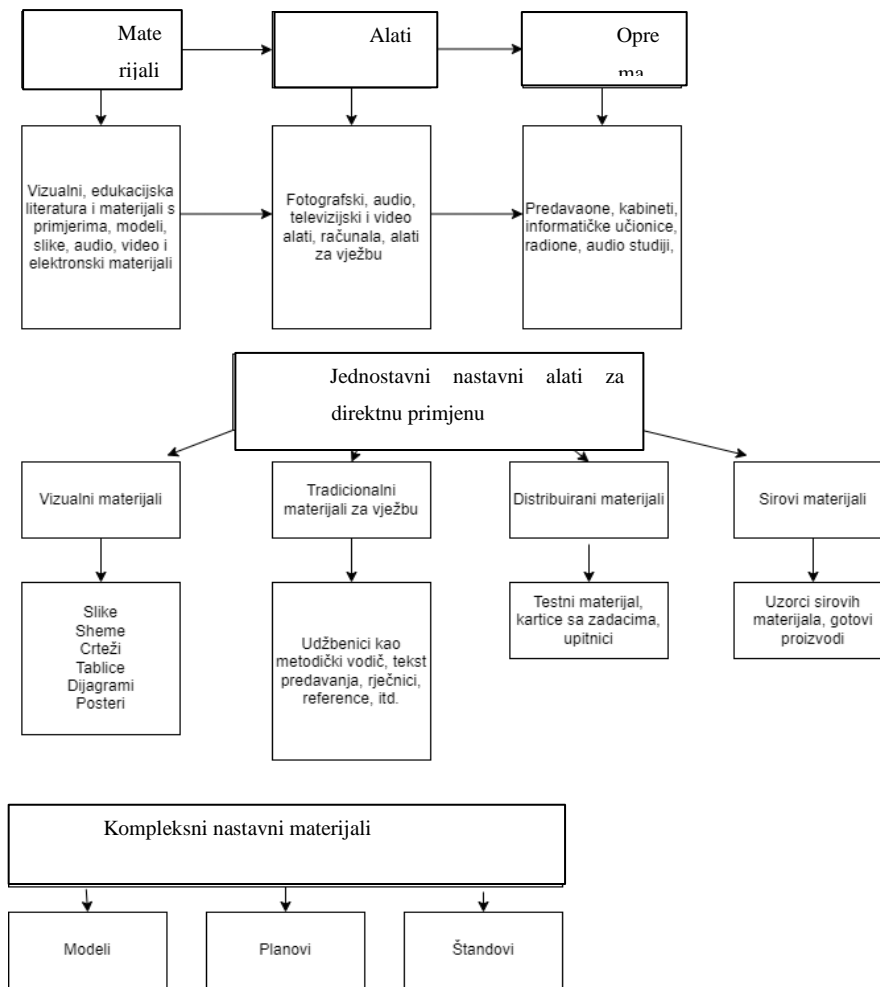 Mate
rijali
Alati
Opre
ma
Vizualni, edukacijska
literatura i materijali s
primjerima, modeli,
slike, audio, video i
elektronski materijali
Fotografski, audio,
televizijski i video
alati, računala, alati
za vježbu
Predavaone, kabineti,
informatičke učionice,
radione, audio studiji,
Jednostavni nastavni alati za
direktnu primjenu
Vizualni materijali
Tradicionalni
materijali za vježbu
Distribuirani materijali
Sirovi materijali
Slike
Sheme
Crteži
Tablice
Dijagrami
Posteri
Udžbenici kao
metodički vodič, tekst
predavanja, rječnici,
reference, itd.
Testni materijal,
kartice sa zadacima,
upitnici
Uzorci sirovih
materijala, gotovi
proizvodi
Kompleksni nastavni materijali
Modeli
Planovi
Štandovi